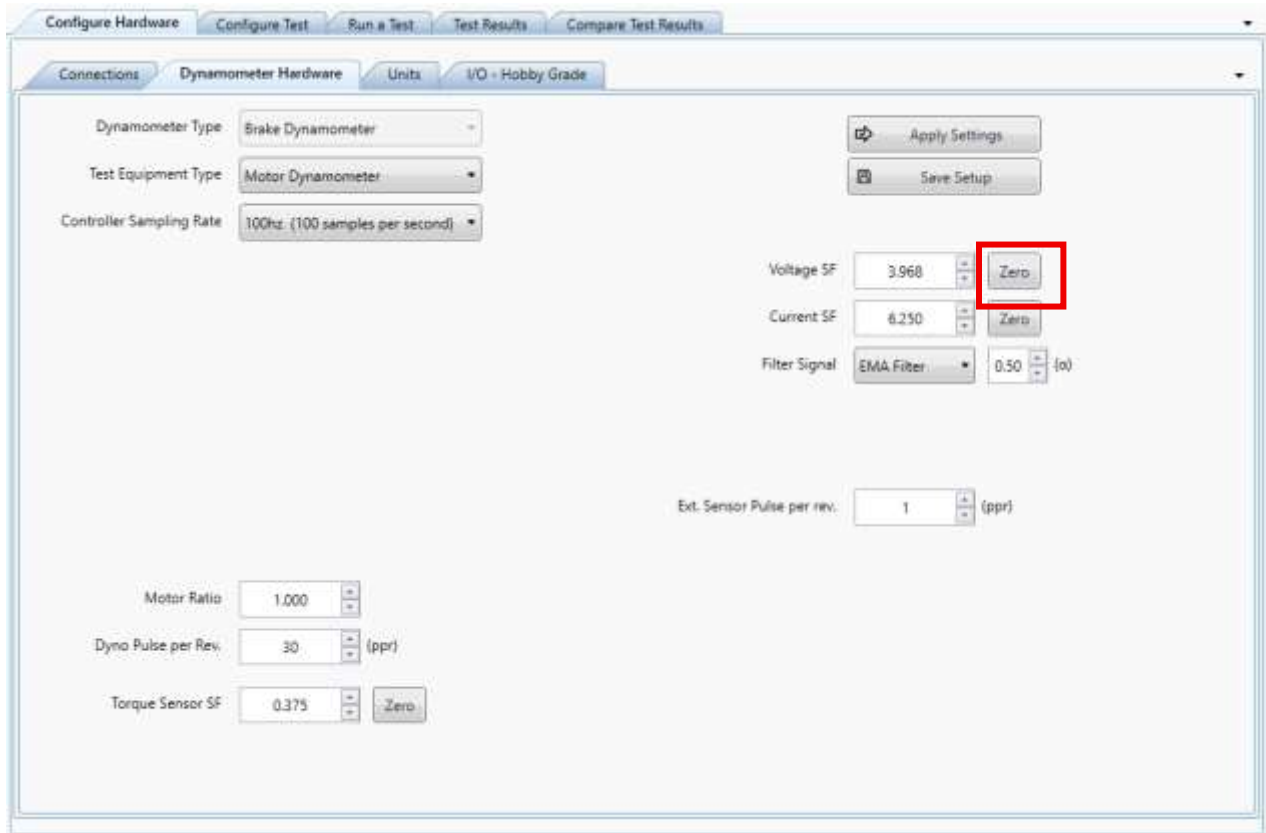 Configure Hardware Configure Test Run a Test Test Results Compare Test Results
Connections Dynamometer Hardware Units I/O - Hobby Grade
Dynamometer Type Brake Dynamometer
Apply Settings
Test Equipment Type Motor Dynamometer
Save Setup
Controller Sampling Rate 100hz (100 samples per second)
Voltage SF 3.968 Zero
Current SF 6.250 Zero
Filter Signal EMA Filter 0.50 (α)
Ext. Sensor Pulse per rev. 1 (ppr)
Motor Ratio 1.000
Dyno Pulse per Rev. 30 (ppr)
Torque Sensor SF 0.375 Zero